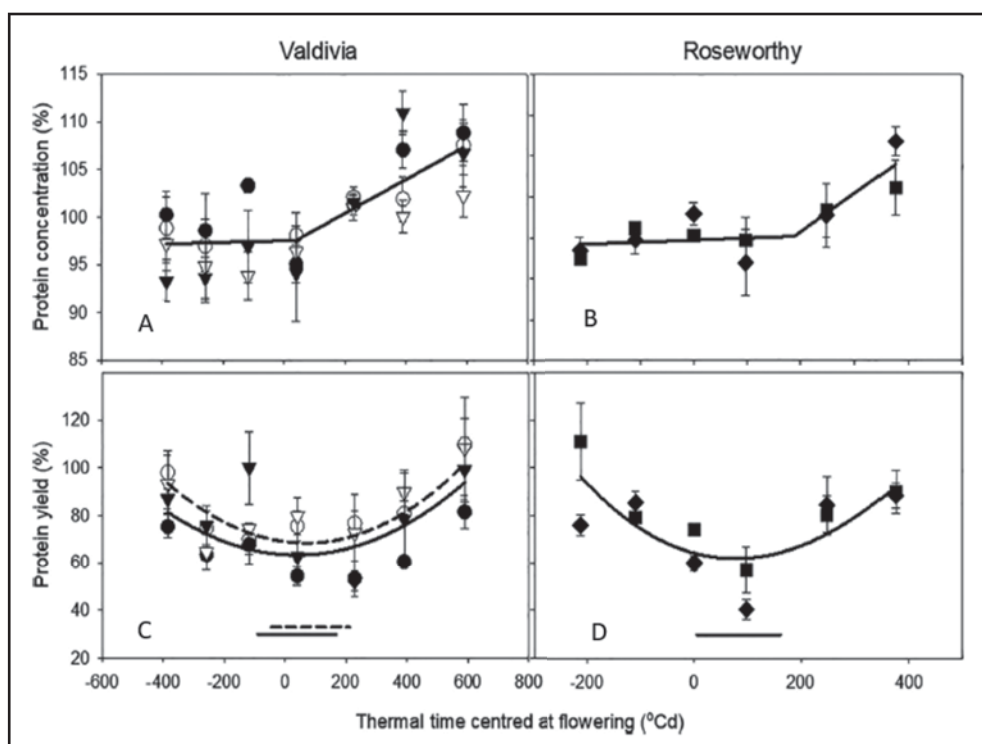 Valdivia
Roseworthy
Protein concentration (%)
115
110
105
100
95
90
85
A
B
Protein yield (%)
120
100
80
60
40
20
C
D
-600 -400 -200 0 200 400 600 800
-200 0 200 400
Thermal time centred at flowering (⁰Cd)